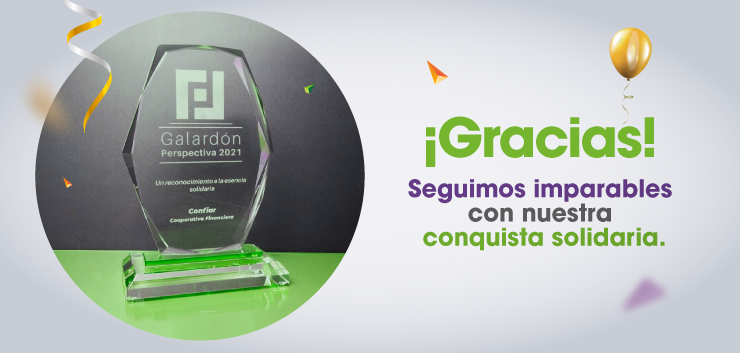 Galardón
Perspectiva 2021
Un reconocimiento a la esencia
solidaria
Confiar
Cooperativa Financiera
¡Gracias!
Seguimos imparables
con nuestra
conquista solidaria.